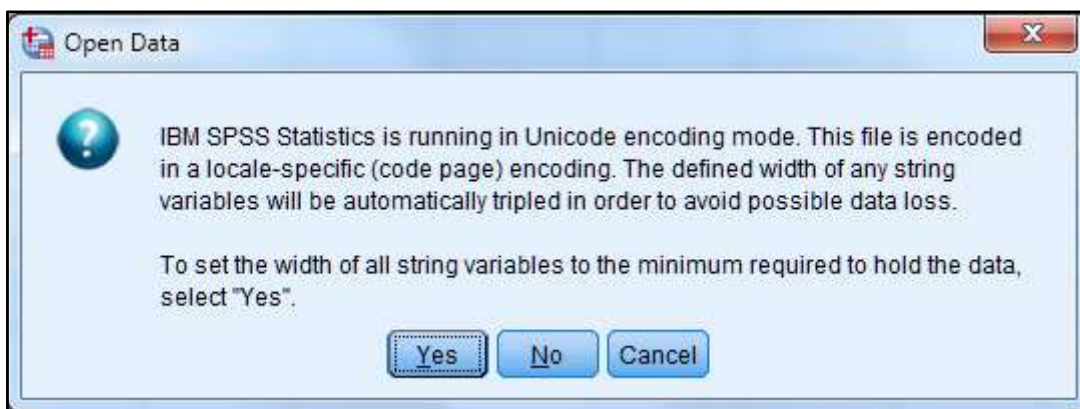 Open Data
IBM SPSS Statistics is running in Unicode encoding mode. This file is encoded
in a locale-specific (code page) encoding. The defined width of any string
variables will be automatically tripled in order to avoid possible data loss.
To set the width of all string variables to the minimum required to hold the data,
select "Yes".
Yes No Cancel